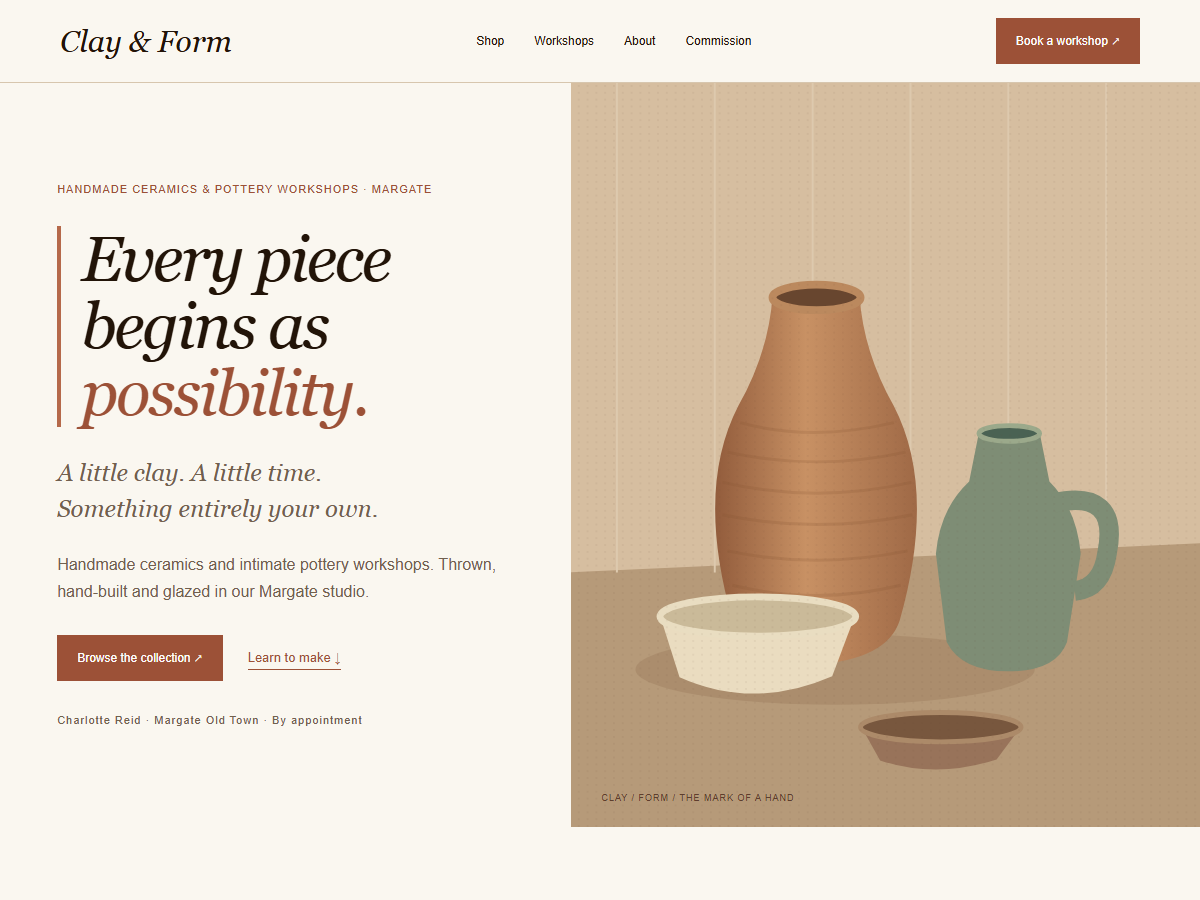 Clay & Form
Shop
Workshops
About
Commission
Book a workshop ↗
HANDMADE CERAMICS & POTTERY WORKSHOPS · MARGATE
Every piece
begins as
possibility.
A little clay. A little time.
Something entirely your own.
Handmade ceramics and intimate pottery workshops. Thrown,
hand-built and glazed in our Margate studio.
Browse the collection ↗
Learn to make ↓
Charlotte Reid · Margate Old Town · By appointment
CLAY / FORM / THE MARK OF A HAND